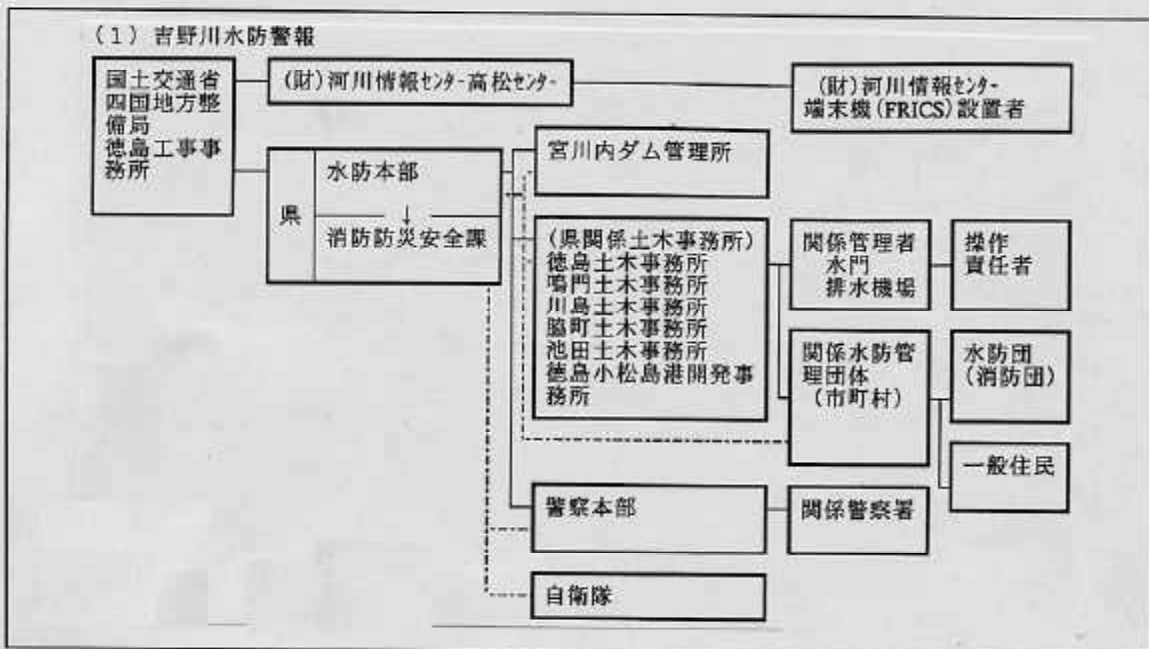 (1) 吉野川水防警報
国土交通省
四国地方整
備局
徳島工事事
務所
(財)河川情報センター高松センター
(財)河川情報センター
端末機(FRICS)設置者
県
水防本部
↓
消防防災安全課
宮川内ダム管理所
(県関係土木事務所)
徳島土木事務所
鳴門土木事務所
川島土木事務所
脇町土木事務所
池田土木事務所
徳島小松島港開発事
務所
関係管理者
水門
排水機場
操作
責任者
関係水防管
理団体
(市町村)
水防団
(消防団)
一般住民
警察本部
関係警察署
自衛隊